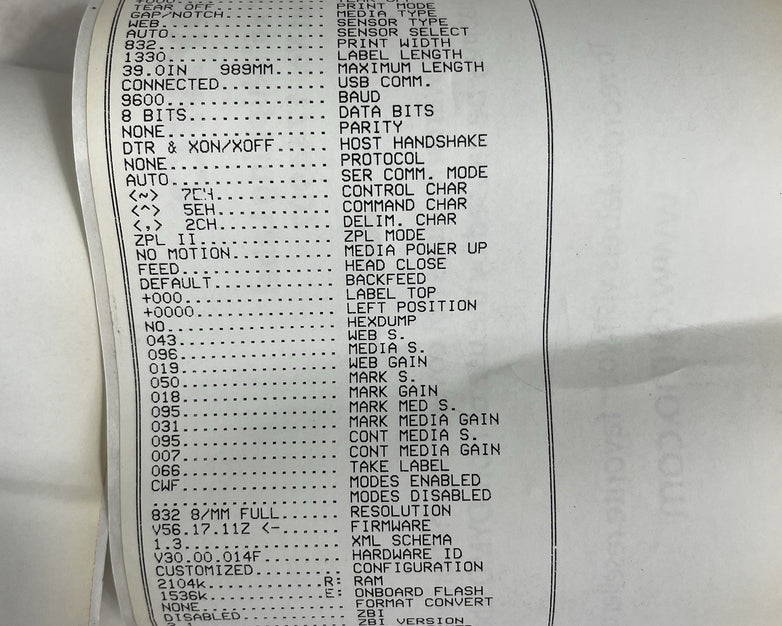 TEAR OFF............ PRINT MODE
GAP/NOTCH........... MEDIA TYPE
WEB................. SENSOR TYPE
AUTO................ SENSOR SELECT
832................. PRINT WIDTH
1330................ LABEL LENGTH
39.0IN   989MM...... MAXIMUM LENGTH
CONNECTED........... USB COMM.
9600................ BAUD
8 BITS.............. DATA BITS
NONE................ PARITY
DTR & XON/XOFF...... HOST HANDSHAKE
NONE................ PROTOCOL
AUTO................ SER COMM. MODE
<~>  7EH............ CONTROL CHAR
<^>  5EH............ COMMAND CHAR
<,>  2CH............ DELIM. CHAR
ZPL II.............. ZPL MODE
NO MOTION........... MEDIA POWER UP
FEED................ HEAD CLOSE
DEFAULT............. BACKFEED
+000................ LABEL TOP
+0000............... LEFT POSITION
NO.................. HEXDUMP
043................. WEB S.
096................. MEDIA S.
019................. WEB GAIN
050................. MARK S.
018................. MARK GAIN
095................. MARK MED S.
031................. MARK MEDIA GAIN
095................. CONT MEDIA S.
007................. CONT MEDIA GAIN
066................. TAKE LABEL
CWF................. MODES ENABLED
.................... MODES DISABLED
832 8/MM FULL....... RESOLUTION
V56.17.11Z <-....... FIRMWARE
1.3................. XML SCHEMA
V30.00.014F......... HARDWARE ID
CUSTOMIZED.......... CONFIGURATION
2104k............R: RAM
1536k............E: ONBOARD FLASH
NONE................ FORMAT CONVERT
DISABLED............ ZBI
ZBI VERSION